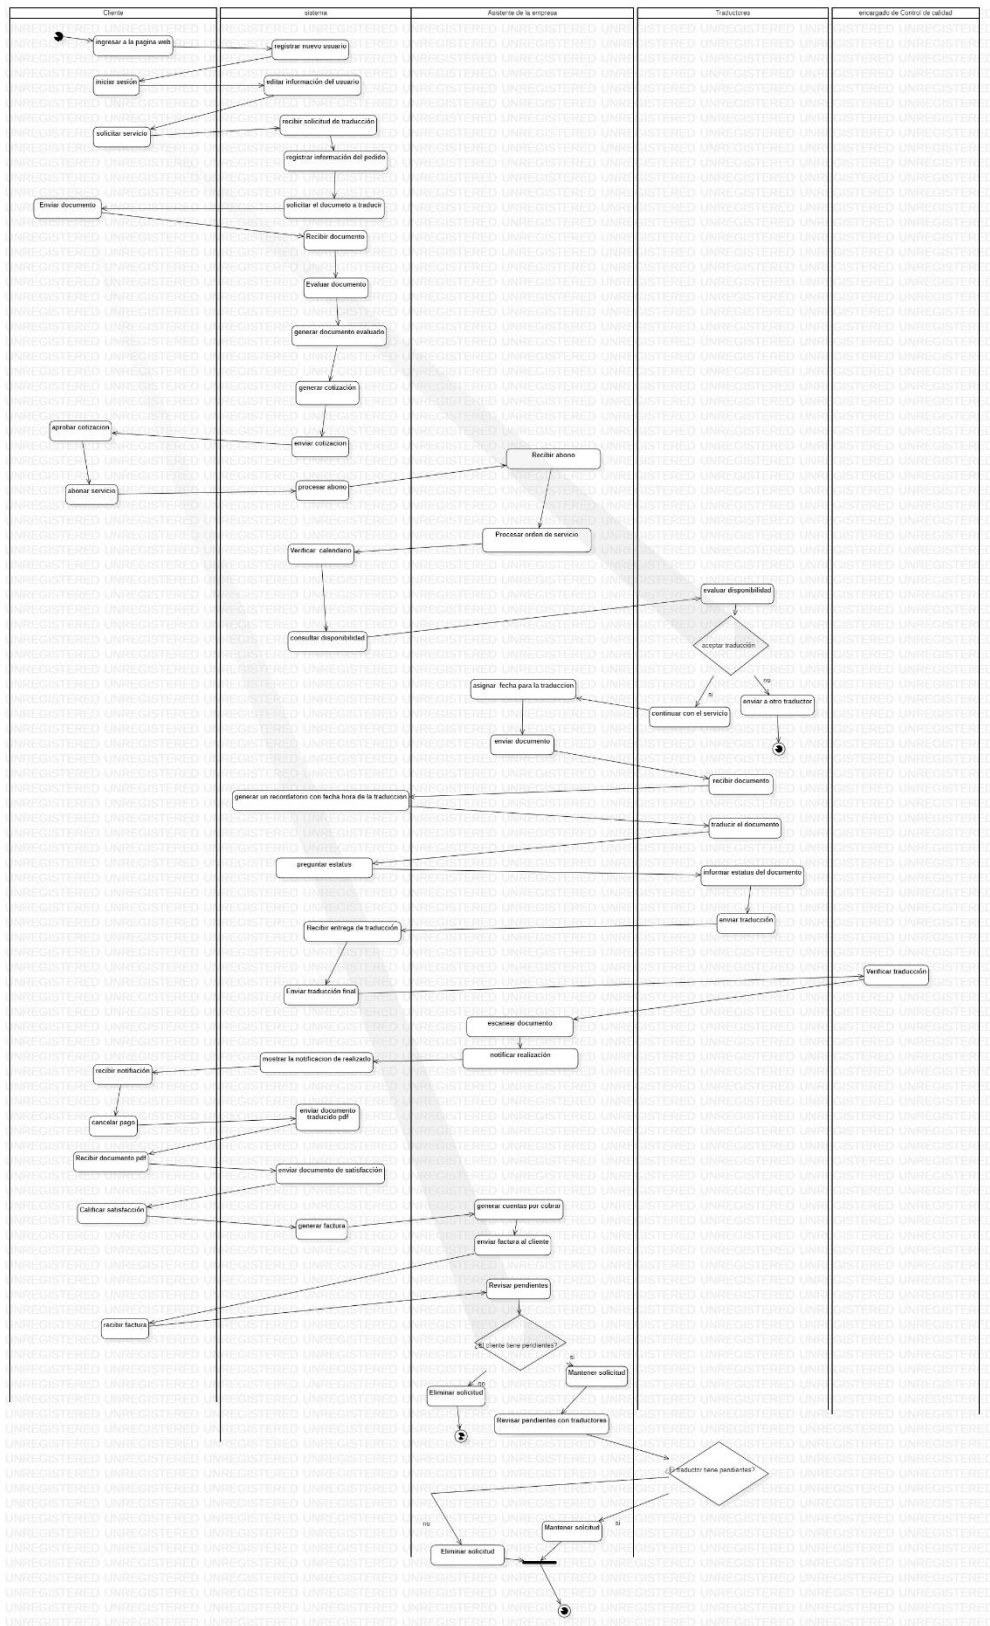 Cliente
sistema
Asistente de la empresa
Traductores
encargado de Control de calidad
ingresar a la pagina web
registrar nuevo usuario
iniciar sesión
editar información del usuario
solicitar servicio
recibir solicitud de traducción
registrar información del pedido
Enviar documento
solicitar el documeto a traducir
Recibir documento
Evaluar documento
generar documento evaluado
generar cotización
aprobar cotizacion
enviar cotizacion
Recibir abono
abonar servicio
procesar abono
Procesar orden de servicio
Verificar calendario
evaluar disponibilidad
consultar disponibilidad
aceptar traducción
no
si
asignar fecha para la traduccion
continuar con el servicio
enviar a otro traductor
enviar documento
recibir documento
generar un recordatorio con fecha hora de la traduccion
traducir el documento
preguntar estatus
informar estatus del documento
enviar traducción
Recibir entrega de traducción
Verificar traducción
Enviar traducción final
escanear documento
notificar realización
mostrar la notificacion de realizado
recibir notifiación
enviar documento
traducido pdf
cancelar pago
Recibir documento pdf
enviar documento de satisfacción
Calificar satisfacción
generar cuentas por cobrar
generar factura
enviar factura al cliente
Revisar pendientes
recibir factura
¿El cliente tiene pendientes?
si
Mantener solicitud
no
Eliminar solicitud
Revisar pendientes con traductores
¿El traductor tiene pendientes?
no
si
Mantener solcitud
Eliminar solicitud
UNREGISTERED